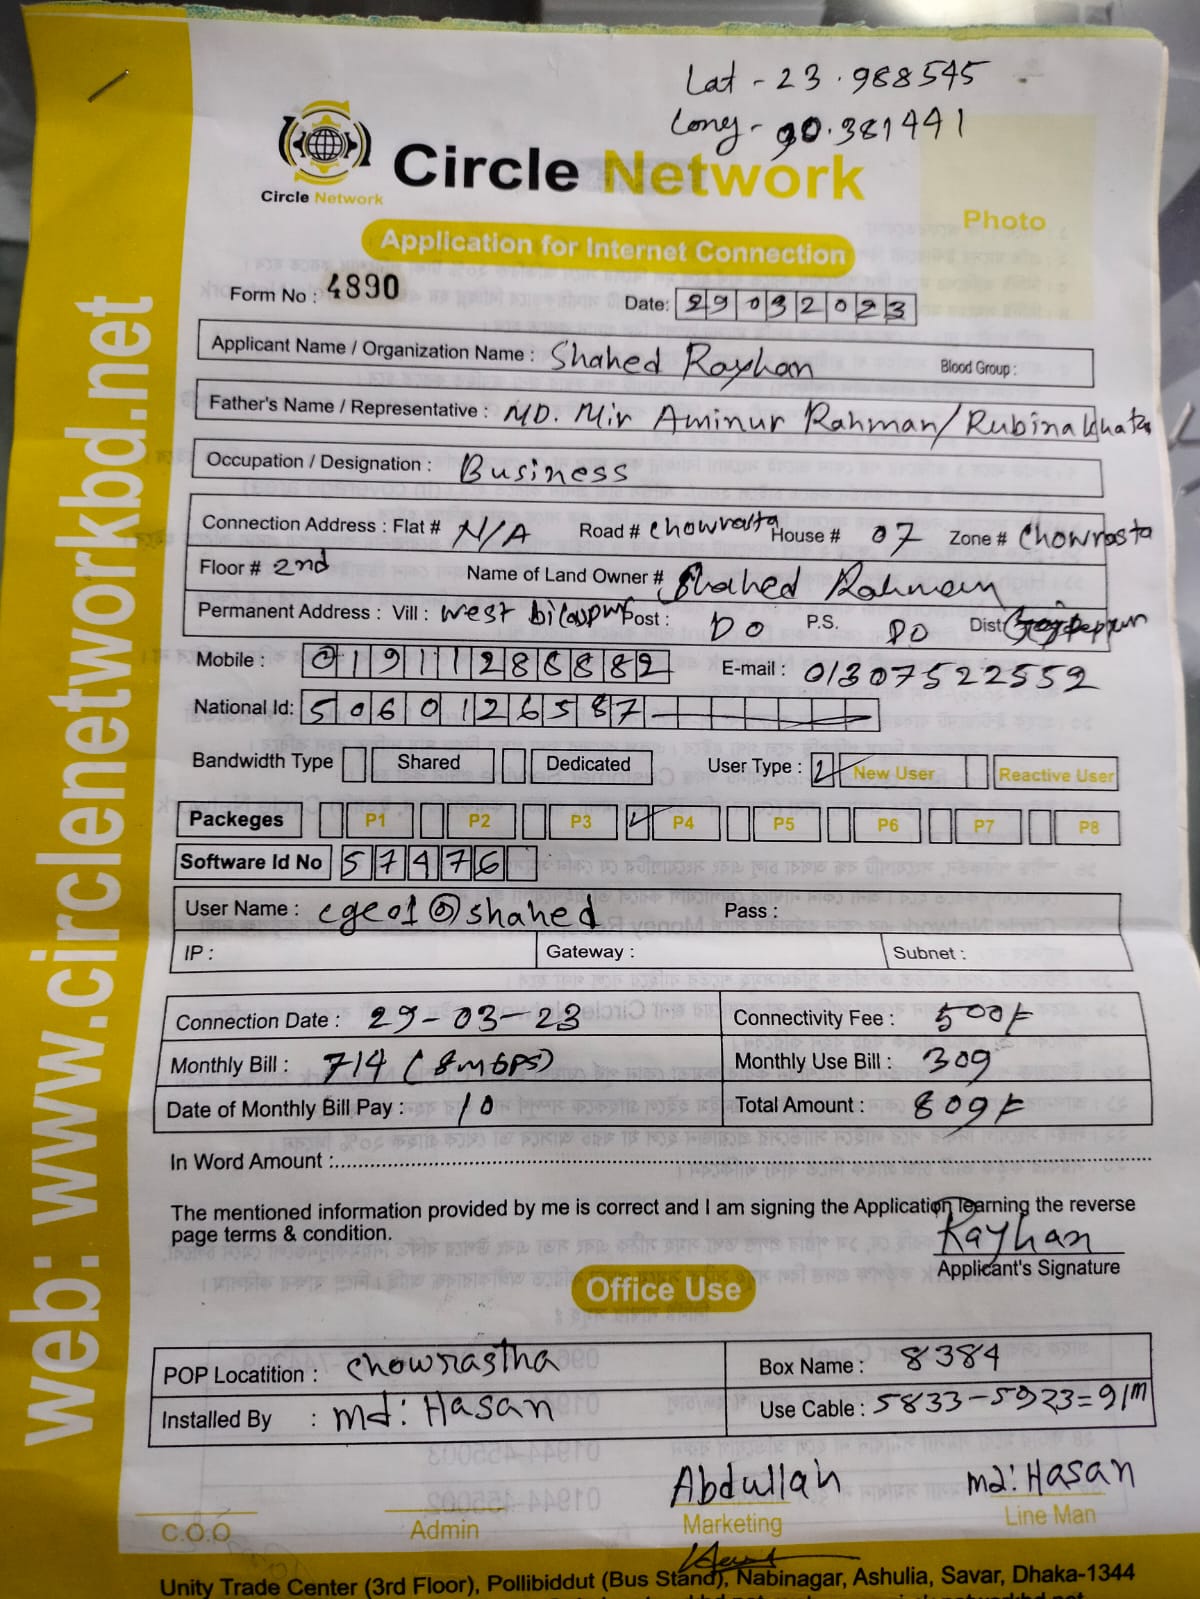 Lat - 23.988545
Long - 90.381441
Circle Network
Circle Network
Photo
Application for Internet Connection
Form No : 4890
Date: 29032023
Applicant Name / Organization Name : Shahed Rayhan Blood Group :
Father's Name / Representative : MD. Mir Aminur Rahman/Rubina khatu
Occupation / Designation : Business
Connection Address : Flat # N/A Road # chowrasta House # 07 Zone # Chowrasta
Floor # 2nd Name of Land Owner # Shahed Rahman
Permanent Address : Vill : west Post : DO P.S. DO Dist
Mobile : 01911286882 E-mail : 01307522552
National Id: 5060126587
Bandwidth Type Shared Dedicated User Type : New User Reactive User
Packeges P1 P2 P3 P4 P5 P6 P7 P8
Software Id No 57476
User Name : cgc01@shahed Pass :
IP : Gateway : Subnet :
Connection Date : 29-03-23 Connectivity Fee : 500/-
Monthly Bill : 714 (8mbps) Monthly Use Bill : 309
Date of Monthly Bill Pay : 10 Total Amount : 809/-
In Word Amount :
The mentioned information provided by me is correct and I am signing the Application learning the reverse
page terms & condition.
Rayhan
Applicant's Signature
Office Use
POP Locatition : chowrastha Box Name : 8384
Installed By : md: Hasan Use Cable : 5833-5923=91m
Abdullah md: Hasan
C.O.O Admin Marketing Line Man
Unity Trade Center (3rd Floor), Pollibiddut (Bus Stand), Nabinagar, Ashulia, Savar, Dhaka-1344
web: www.circlenetworkbd.net